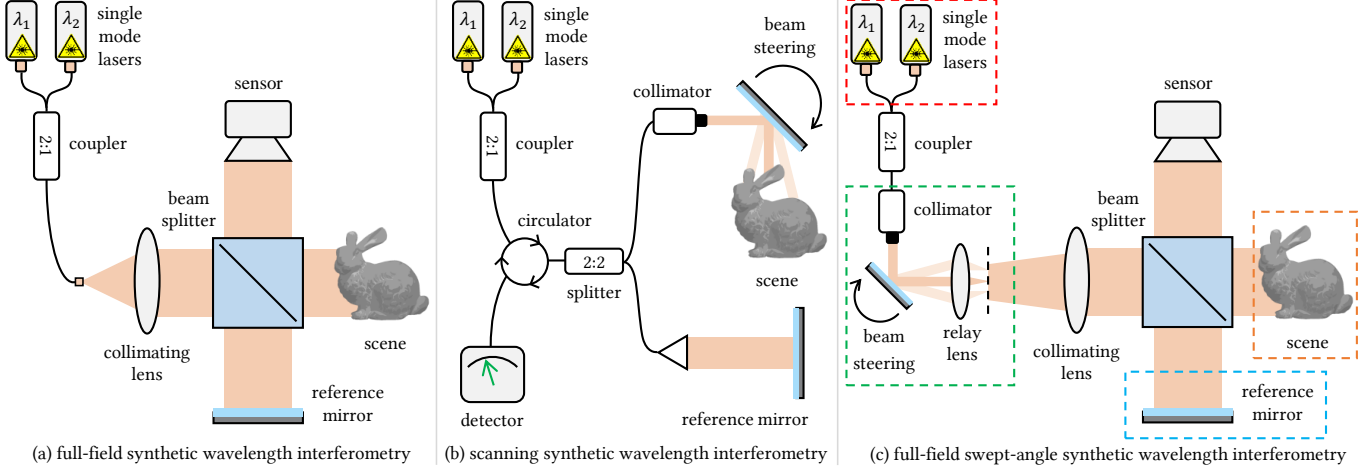 λ1
λ2
single
mode
lasers
2:1
coupler
sensor
beam
splitter
collimating
lens
scene
reference
mirror
(a) full-field synthetic wavelength interferometry
λ1
λ2
single
mode
lasers
2:1
coupler
circulator
2:2
splitter
detector
collimator
beam
steering
scene
reference mirror
(b) scanning synthetic wavelength interferometry
λ1
λ2
single
mode
lasers
2:1
coupler
collimator
beam
steering
relay
lens
collimating
lens
sensor
beam
splitter
scene
reference
mirror
(c) full-field swept-angle synthetic wavelength interferometry